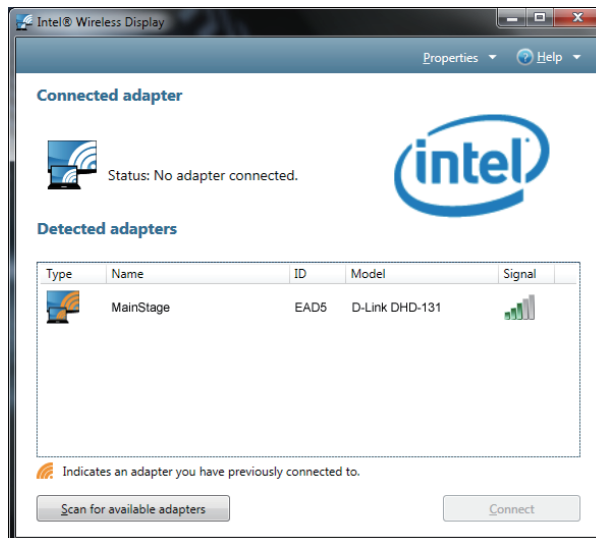 Intel® Wireless Display
Properties Help
Connected adapter
intel
Status: No adapter connected.
Detected adapters
Type Name ID Model Signal
MainStage EAD5 D-Link DHD-131
Indicates an adapter you have previously connected to.
Scan for available adapters Connect